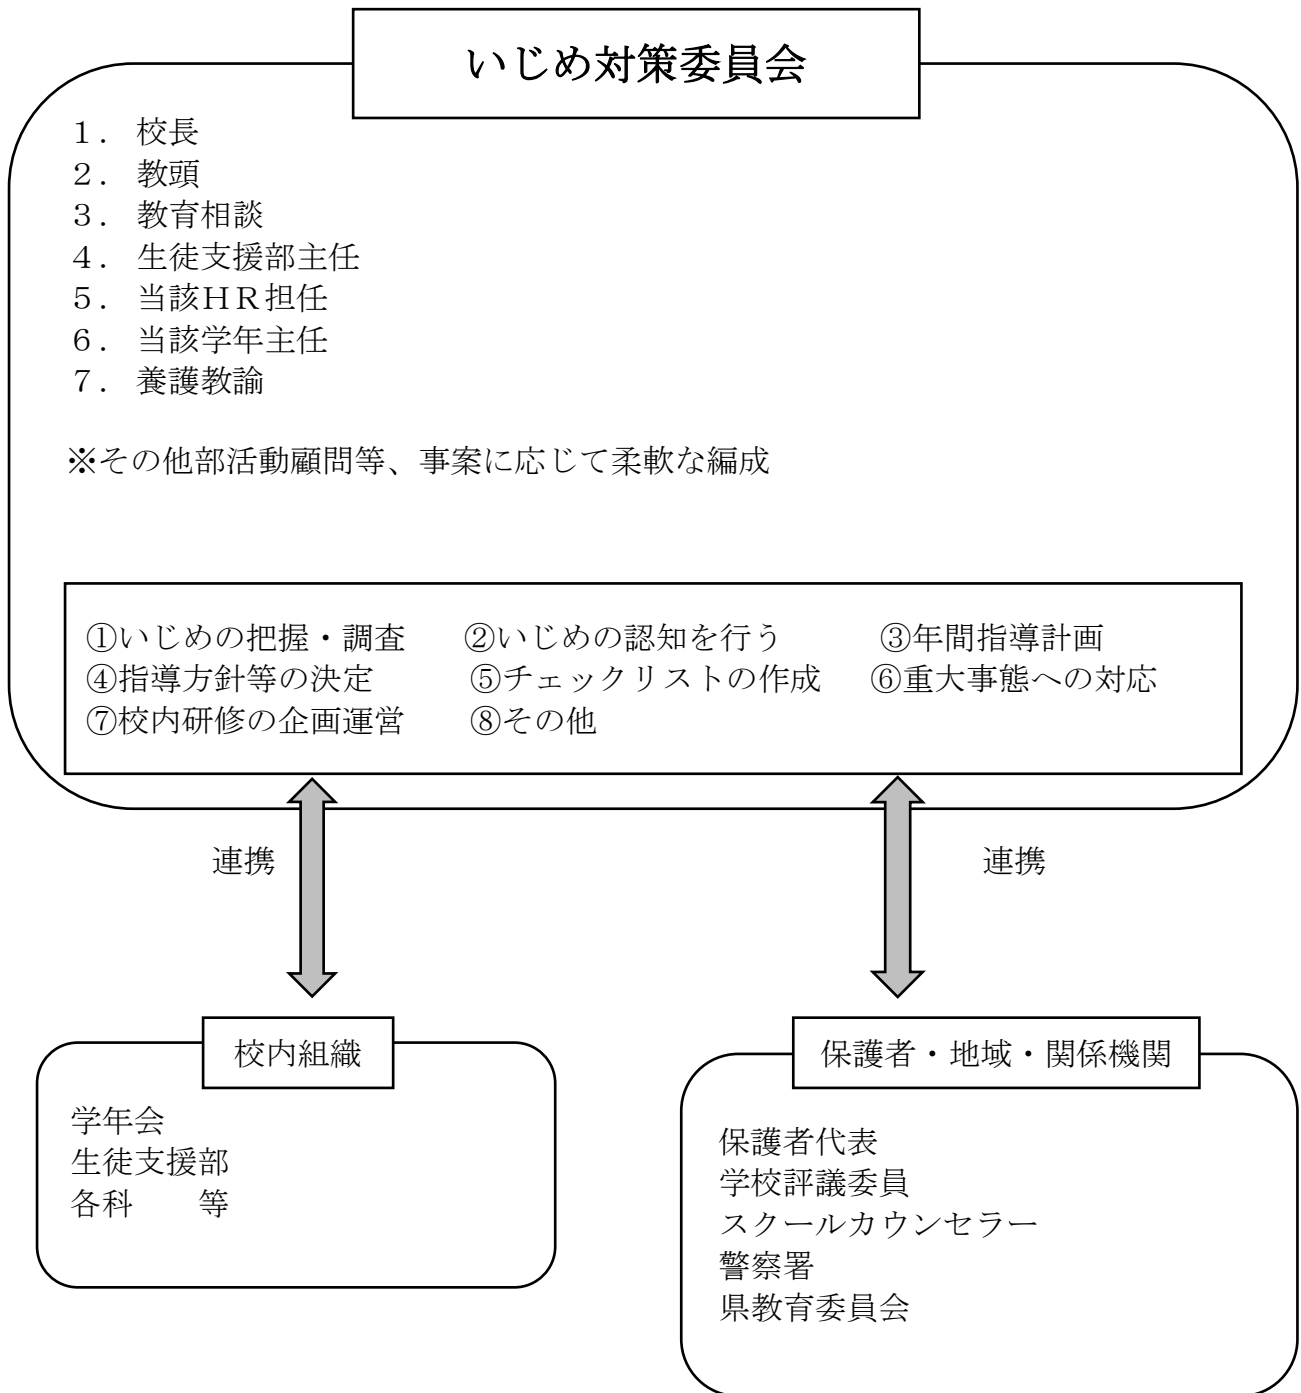 いじめ対策委員会
１． 校長
２． 教頭
３． 教育相談
４． 生徒支援部主任
５． 当該ＨＲ担任
６． 当該学年主任
７． 養護教諭
※その他部活動顧問等、事案に応じて柔軟な編成
①いじめの把握・調査　②いじめの認知を行う　③年間指導計画
④指導方針等の決定　⑤チェックリストの作成　⑥重大事態への対応
⑦校内研修の企画運営　⑧その他
連携
連携
校内組織
学年会
生徒支援部
各科　　等
保護者・地域・関係機関
保護者代表
学校評議委員
スクールカウンセラー
警察署
県教育委員会